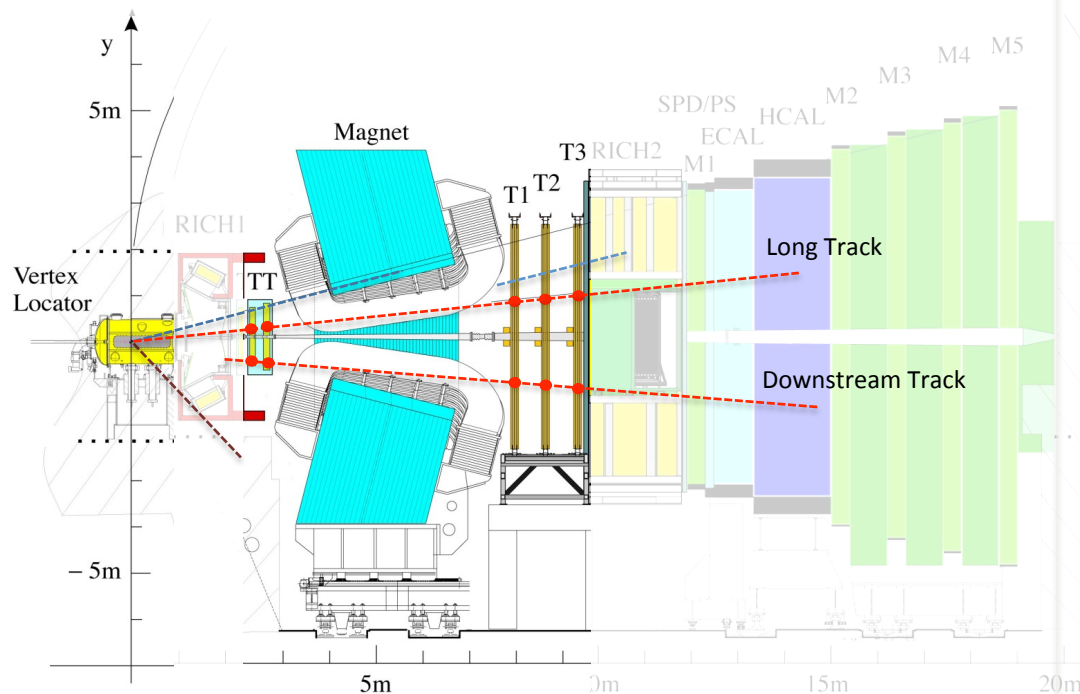 y
5m
Magnet
RICH1
Vertex
Locator
TT
T1
T2
T3
RICH2
SPD/PS
M1
ECAL
HCAL
M2
M3
M4
M5
Long Track
Downstream Track
− 5m
5m
0m
15m
20m